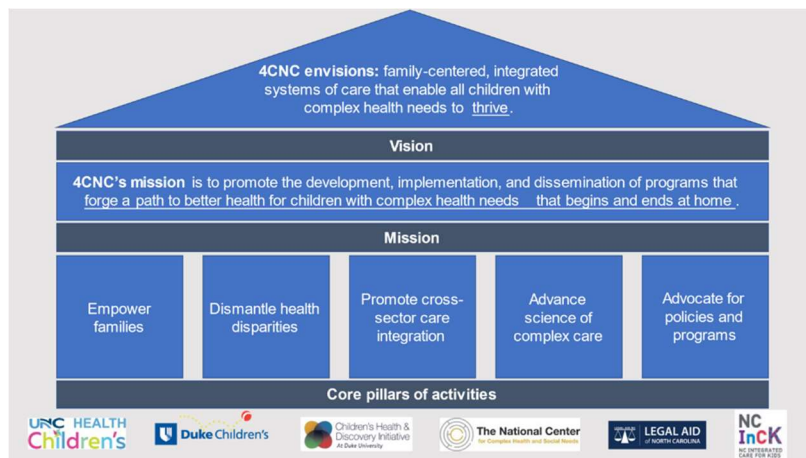 4CNC envisions: family-centered, integrated
systems of care that enable all children with
complex health needs to thrive.
Vision
4CNC's mission is to promote the development, implementation, and dissemination of programs that
forge a path to better health for children with complex health needs that begins and ends at home.
Mission
Empower
families
Dismantle health
disparities
Promote cross-
sector care
integration
Advance
science of
complex care
Advocate for
policies and
programs
Core pillars of activities
UNC HEALTH
Children's
Duke Children's
Children's Health &
Discovery Initiative
At Duke University
The National Center
for Complex Health and Social Needs
LEGAL AID
of NORTH CAROLINA
NC
InCK
NC INTEGRATED
CARE FOR KIDS